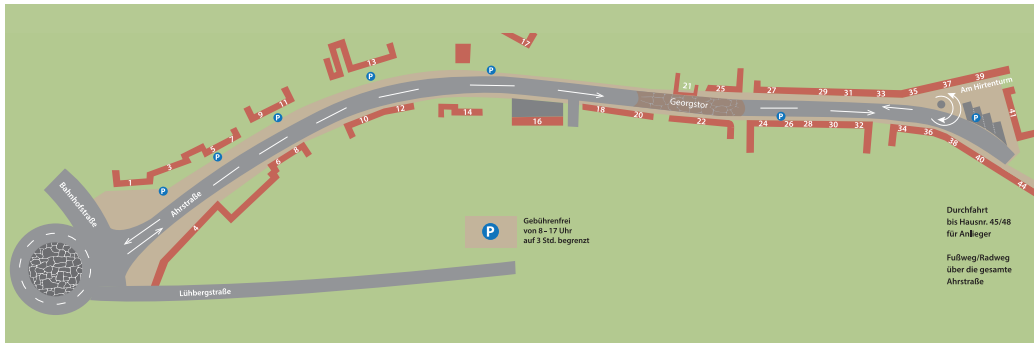 17
13
21
25
27
29
31
33
35
37
39
Am Hirtenturm
41
11
9
7
5
3
1
P
P
P
P
P
P
P
Georgstor
18
20
22
24
26
28
30
32
34
36
38
40
44
16
14
12
10
8
6
4
Bahnhofstraße
Ahrstraße
Lühbergstraße
P
Gebührenfrei
von 8–17 Uhr
auf 3 Std. begrenzt
Durchfahrt
bis Hausnr. 45/48
für Anlieger
Fußweg/Radweg
über die gesamte
Ahrstraße